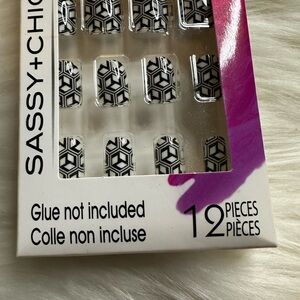 SASSY+CHIC
Glue not included
Colle non incluse
12 PIECES
PIÈCES